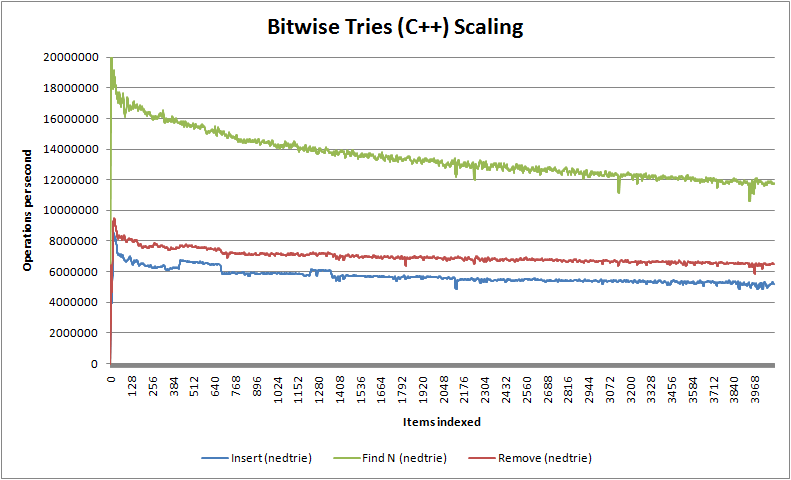 Bitwise Tries (C++) Scaling
20000000
18000000
16000000
14000000
12000000
10000000
8000000
6000000
4000000
2000000
0
Operations per second
0 128 256 384 512 640 768 896 1024 1152 1280 1408 1536 1664 1792 1920 2048 2176 2304 2432 2560 2688 2816 2944 3072 3200 3328 3456 3584 3712 3840 3968
Items indexed
Insert (nedtrie) Find N (nedtrie) Remove (nedtrie)